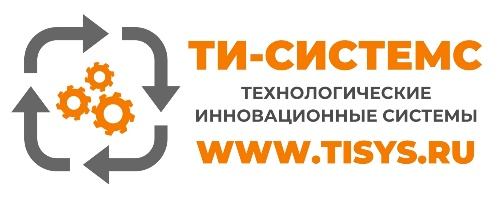 ТИ-СИСТЕМС
ТЕХНОЛОГИЧЕСКИЕ
ИННОВАЦИОННЫЕ СИСТЕМЫ
WWW.TISYS.RU